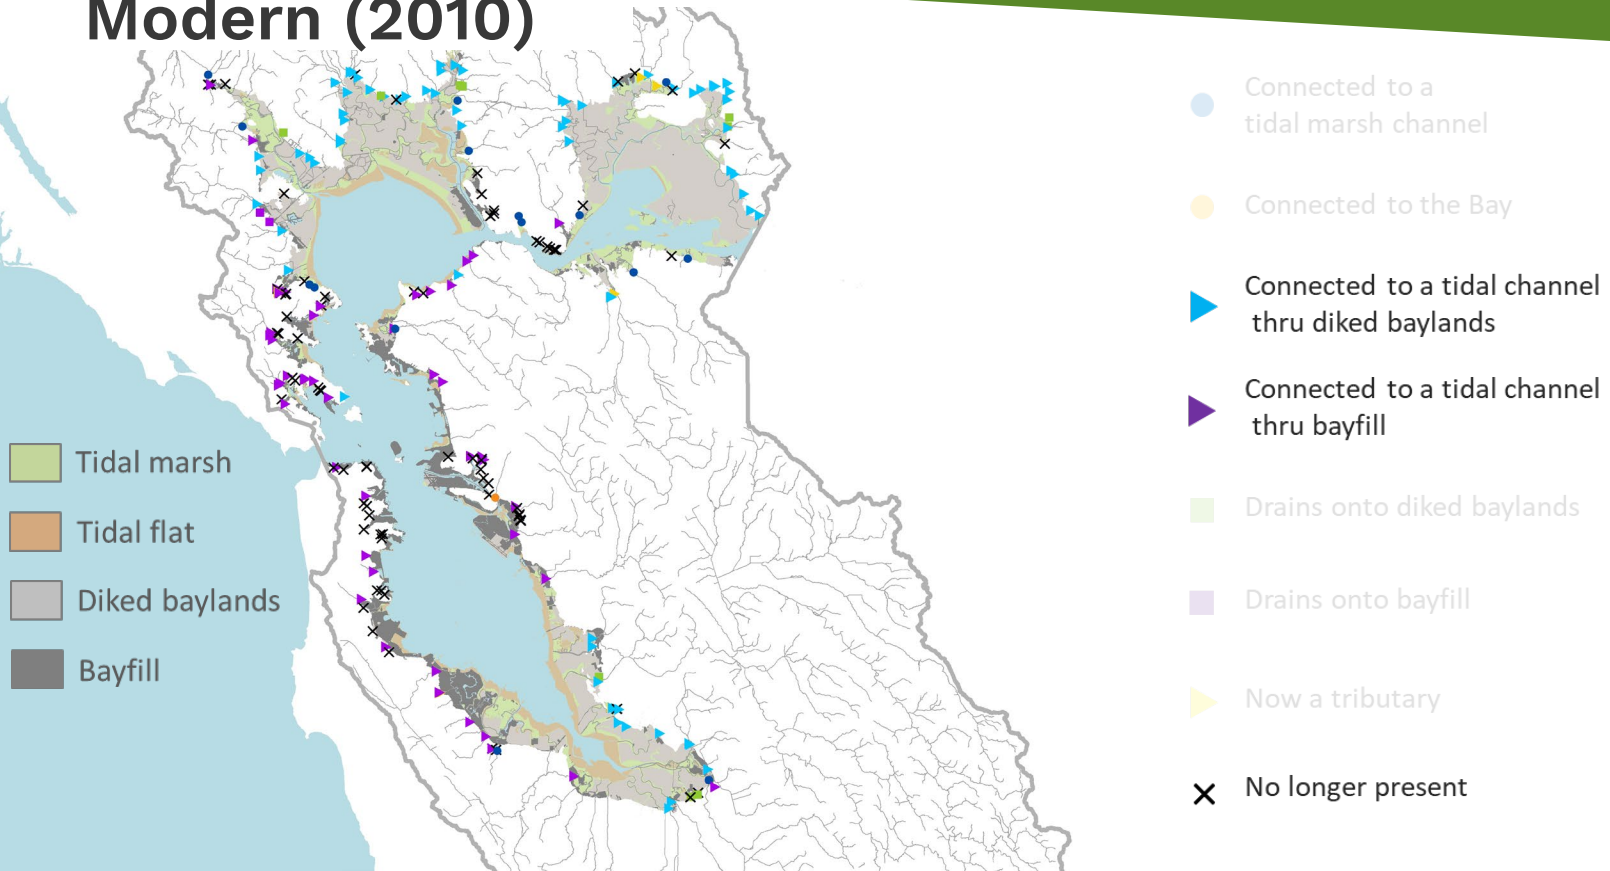 Modern (2010)
Tidal marsh
Tidal flat
Diked baylands
Bayfill
Connected to a
tidal marsh channel
Connected to the Bay
Connected to a tidal channel
thru diked baylands
Connected to a tidal channel
thru bayfill
Drains onto diked baylands
Drains onto bayfill
Now a tributary
No longer present